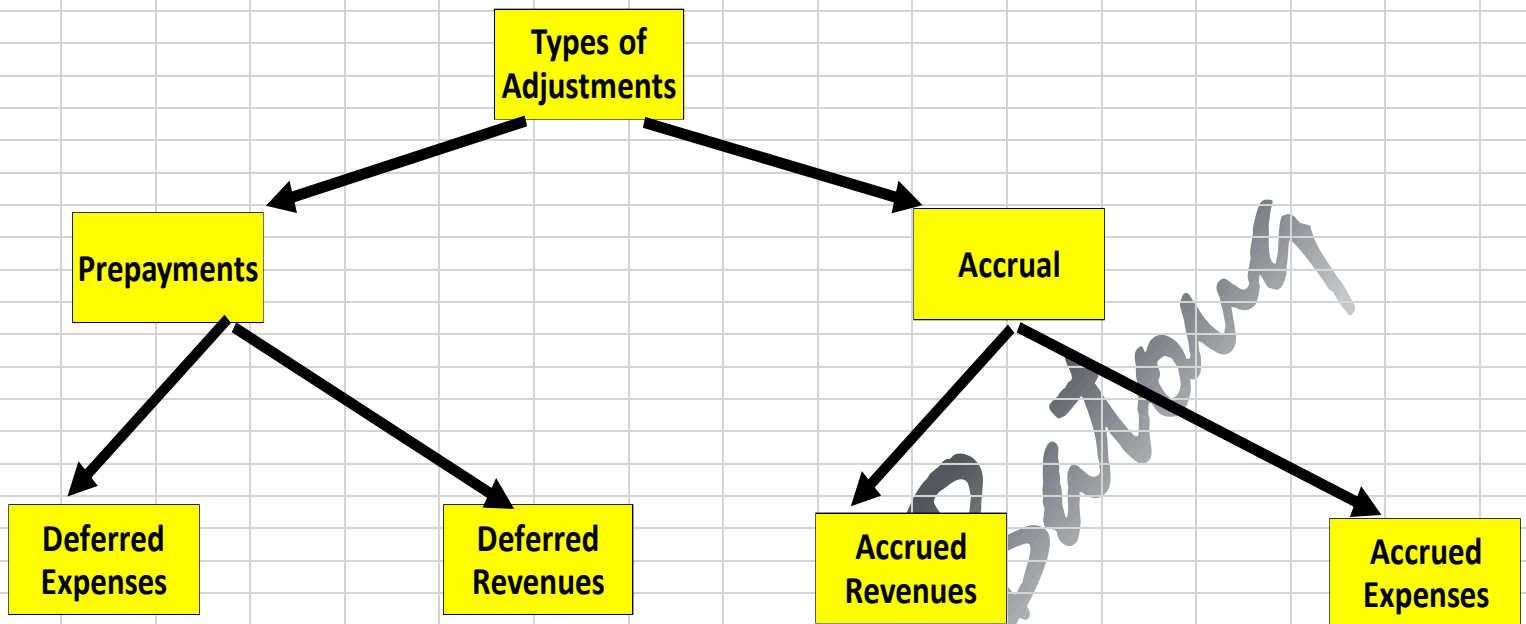 Types of
Adjustments
Prepayments
Accrual
Deferred
Expenses
Deferred
Revenues
Accrued
Revenues
Accrued
Expenses